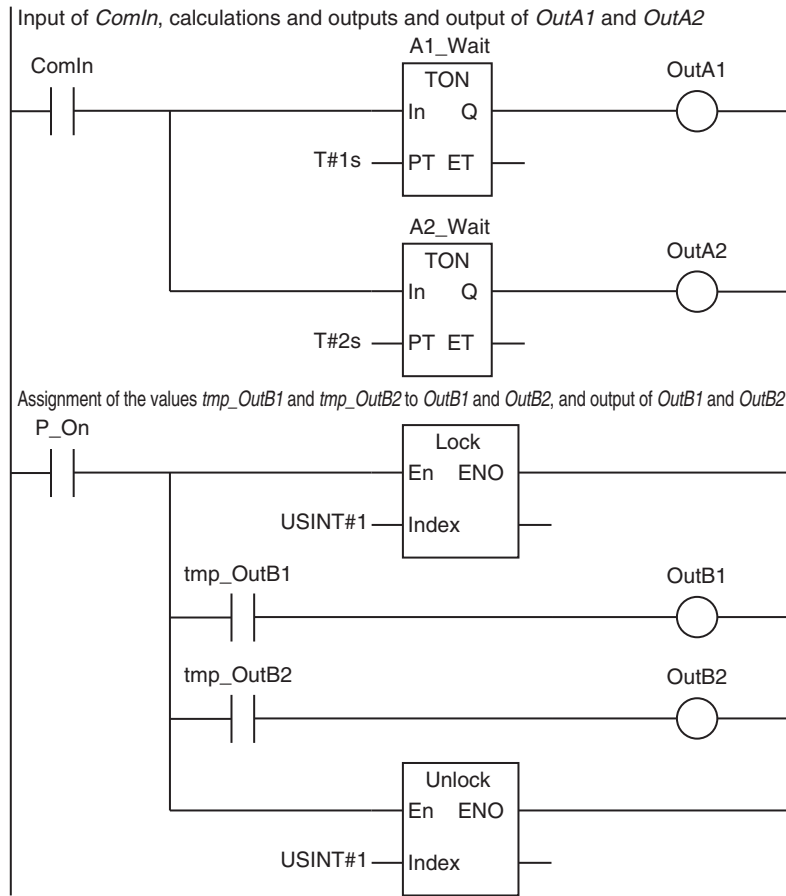 Input of ComIn, calculations and outputs and output of OutA1 and OutA2
A1_Wait
ComIn
TON
OutA1
In Q
T#1s
PT ET
A2_Wait
TON
OutA2
In Q
T#2s
PT ET
Assignment of the values tmp_OutB1 and tmp_OutB2 to OutB1 and OutB2, and output of OutB1 and OutB2
P_On
Lock
En ENO
USINT#1
Index
tmp_OutB1
OutB1
tmp_OutB2
OutB2
Unlock
En ENO
USINT#1
Index